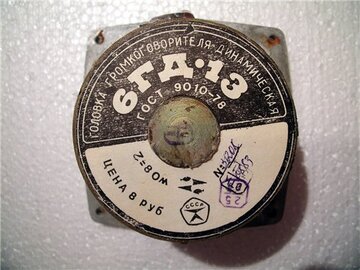 ГОЛОВКА ГРОМКОГОВОРИТЕЛЯ ДИНАМИЧЕСКАЯ
6ГД·13
ГОСТ 9010-78
Z=8 ОМ
ЦЕНА 8 РУБ
СССР